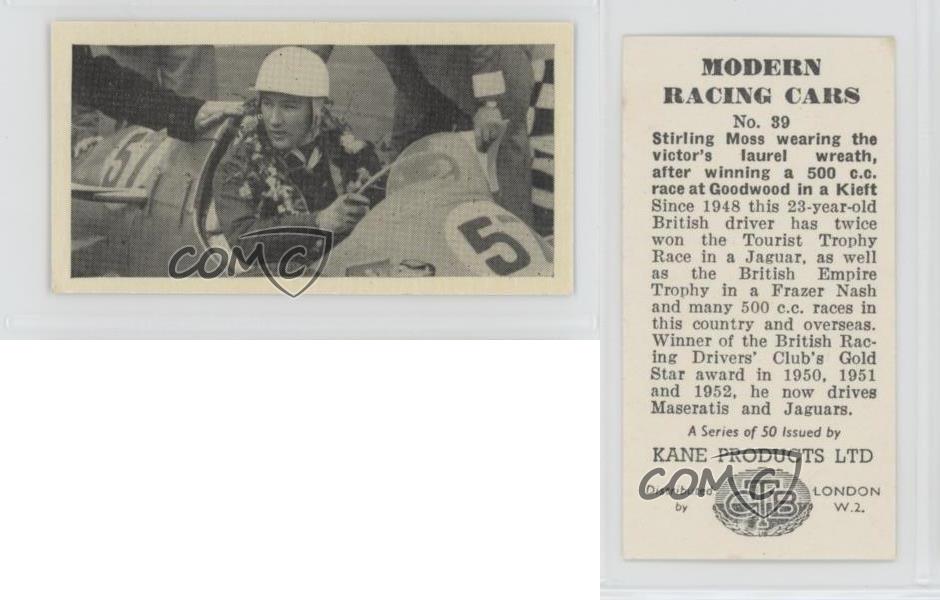 57
57
COMC
MODERN
RACING CARS
No. 39
Stirling Moss wearing the
victor's laurel wreath,
after winning a 500 c.c.
race at Goodwood in a Kieft
Since 1948 this 23-year-old
British driver has twice
won the Tourist Trophy
Race in a Jaguar, as well
as the British Empire
Trophy in a Frazer Nash
and many 500 c.c. races in
this country and overseas.
Winner of the British Rac-
ing Drivers' Club's Gold
Star award in 1950, 1951
and 1952, he now drives
Maseratis and Jaguars.
A Series of 50 Issued by
KANE PRODUCTS LTD
COMC
Distributed
by
CTB
LONDON
W.2.